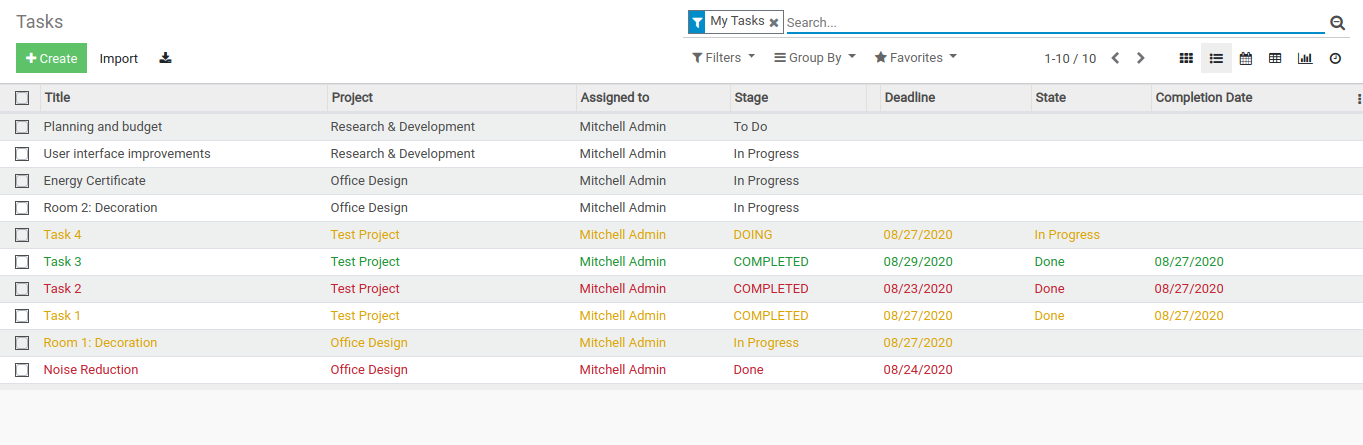 Tasks
My Tasks Search...
Create Import Filters Group By Favorites 1-10 / 10
Title Project Assigned to Stage Deadline State Completion Date
Planning and budget Research & Development Mitchell Admin To Do
User interface improvements Research & Development Mitchell Admin In Progress
Energy Certificate Office Design Mitchell Admin In Progress
Room 2: Decoration Office Design Mitchell Admin In Progress
Task 4 Test Project Mitchell Admin DOING 08/27/2020 In Progress
Task 3 Test Project Mitchell Admin COMPLETED 08/29/2020 Done 08/27/2020
Task 2 Test Project Mitchell Admin COMPLETED 08/23/2020 Done 08/27/2020
Task 1 Test Project Mitchell Admin COMPLETED 08/27/2020 Done 08/27/2020
Room 1: Decoration Office Design Mitchell Admin In Progress 08/27/2020
Noise Reduction Office Design Mitchell Admin Done 08/24/2020